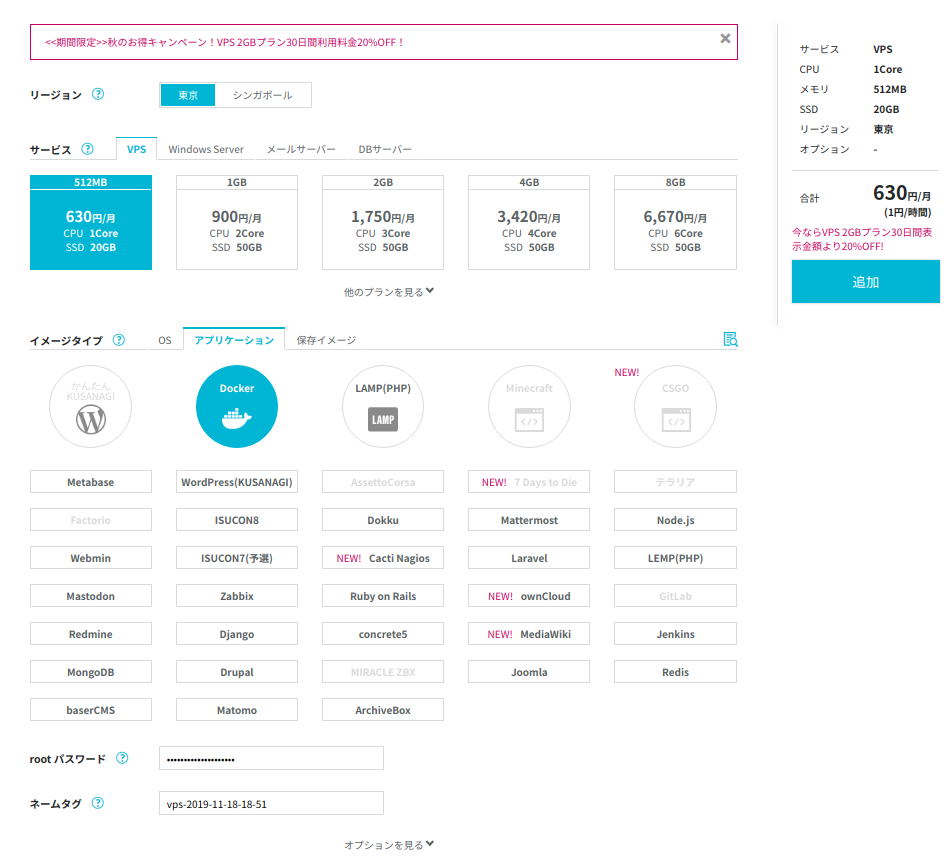 <<期間限定>>秋のお得キャンペーン！VPS 2GBプラン30日間利用料金20%OFF！
リージョン
東京 シンガポール
サービス
VPS Windows Server メールサーバー DBサーバー
512MB 1GB 2GB 4GB 8GB
630円/月 900円/月 1,750円/月 3,420円/月 6,670円/月
CPU 1Core CPU 2Core CPU 3Core CPU 4Core CPU 6Core
SSD 20GB SSD 50GB SSD 50GB SSD 50GB SSD 50GB
他のプランを見る
イメージタイプ
OS アプリケーション 保存イメージ
かんたん
KUSANAGI
Docker
LAMP(PHP)
LAMP
Minecraft
NEW!
CSGO
Metabase WordPress(KUSANAGI) AssettoCorsa NEW! 7 Days to Die テラリア
Factorio ISUCON8 Dokku Mattermost Node.js
Webmin ISUCON7(予選) NEW! Cacti Nagios Laravel LEMP(PHP)
Mastodon Zabbix Ruby on Rails NEW! ownCloud GitLab
Redmine Django concrete5 NEW! MediaWiki Jenkins
MongoDB Drupal MIRACLE ZBX Joomla Redis
baserCMS Matomo ArchiveBox
root パスワード
ネームタグ
vps-2019-11-18-18-51
オプションを見る
サービス VPS
CPU 1Core
メモリ 512MB
SSD 20GB
リージョン 東京
オプション -
合計 630円/月
(1円/時間)
今ならVPS 2GBプラン30日間表
示金額より20%OFF!
追加